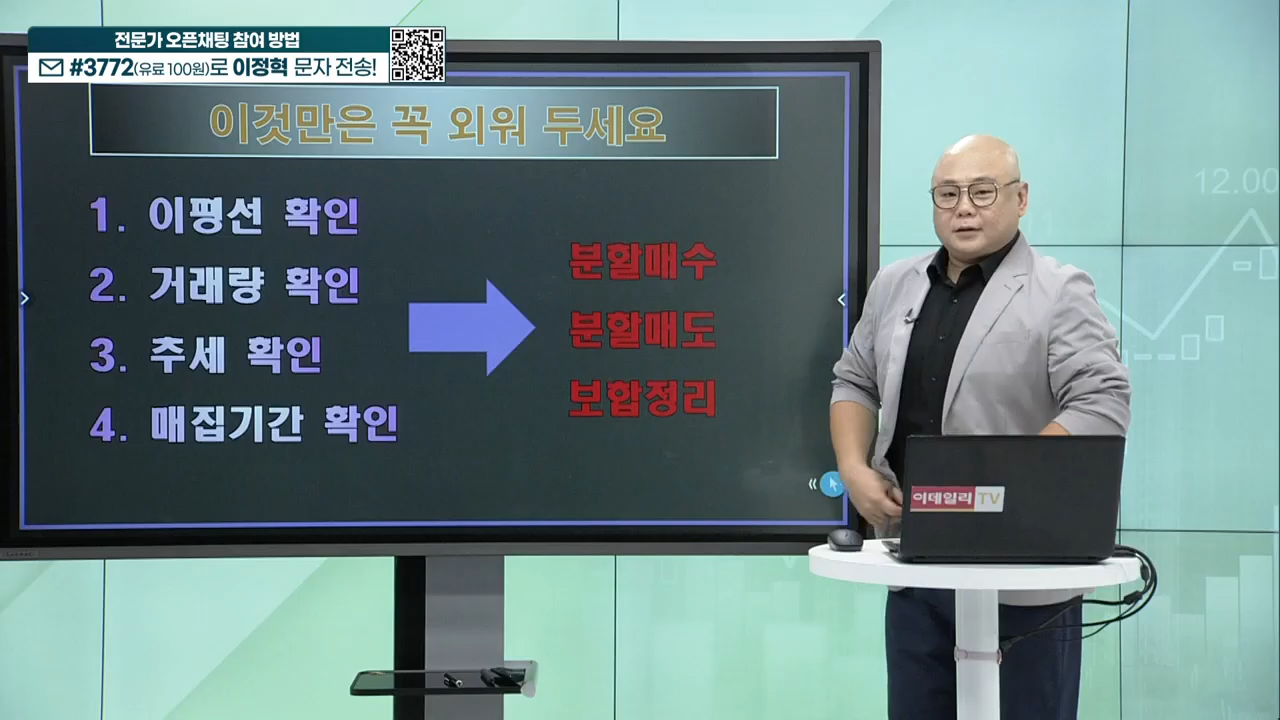 전문가 오픈채팅 참여 방법
#3772(유료 100원)로 이정혁 문자 전송!
이것만은 꼭 외워 두세요
1. 이평선 확인
2. 거래량 확인
3. 추세 확인
4. 매집기간 확인
분할매수
분할매도
보합정리
12.00
이데일리TV